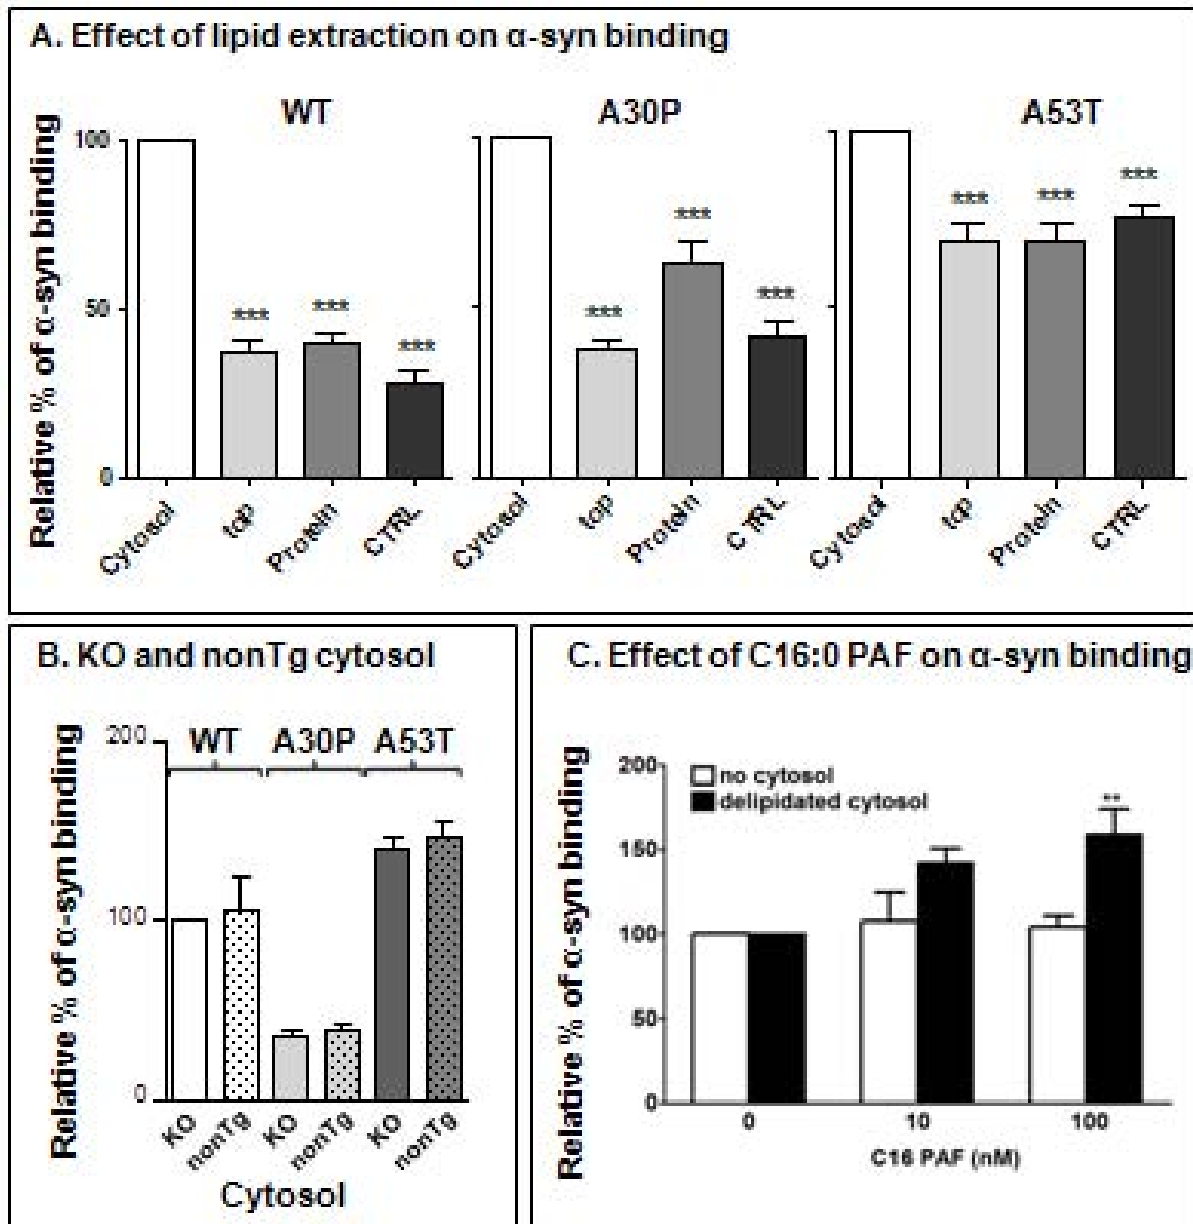 A. Effect of lipid extraction on α-syn binding
WT
A30P
A53T
Relative % of α-syn binding
100
50
0
***
***
***
***
***
***
***
***
***
Cytosol
top
Protein
CTRL
Cytosol
top
Protein
CTRL
Cytosol
top
Protein
CTRL
B. KO and nonTg cytosol
Relative % of α-syn binding
200
100
0
WT
A30P
A53T
KO
nonTg
KO
nonTg
KO
nonTg
Cytosol
C. Effect of C16:0 PAF on α-syn binding
Relative % of α-syn binding
200
150
100
50
0
no cytosol
delipidated cytosol
**
0
10
100
C16 PAF (nM)